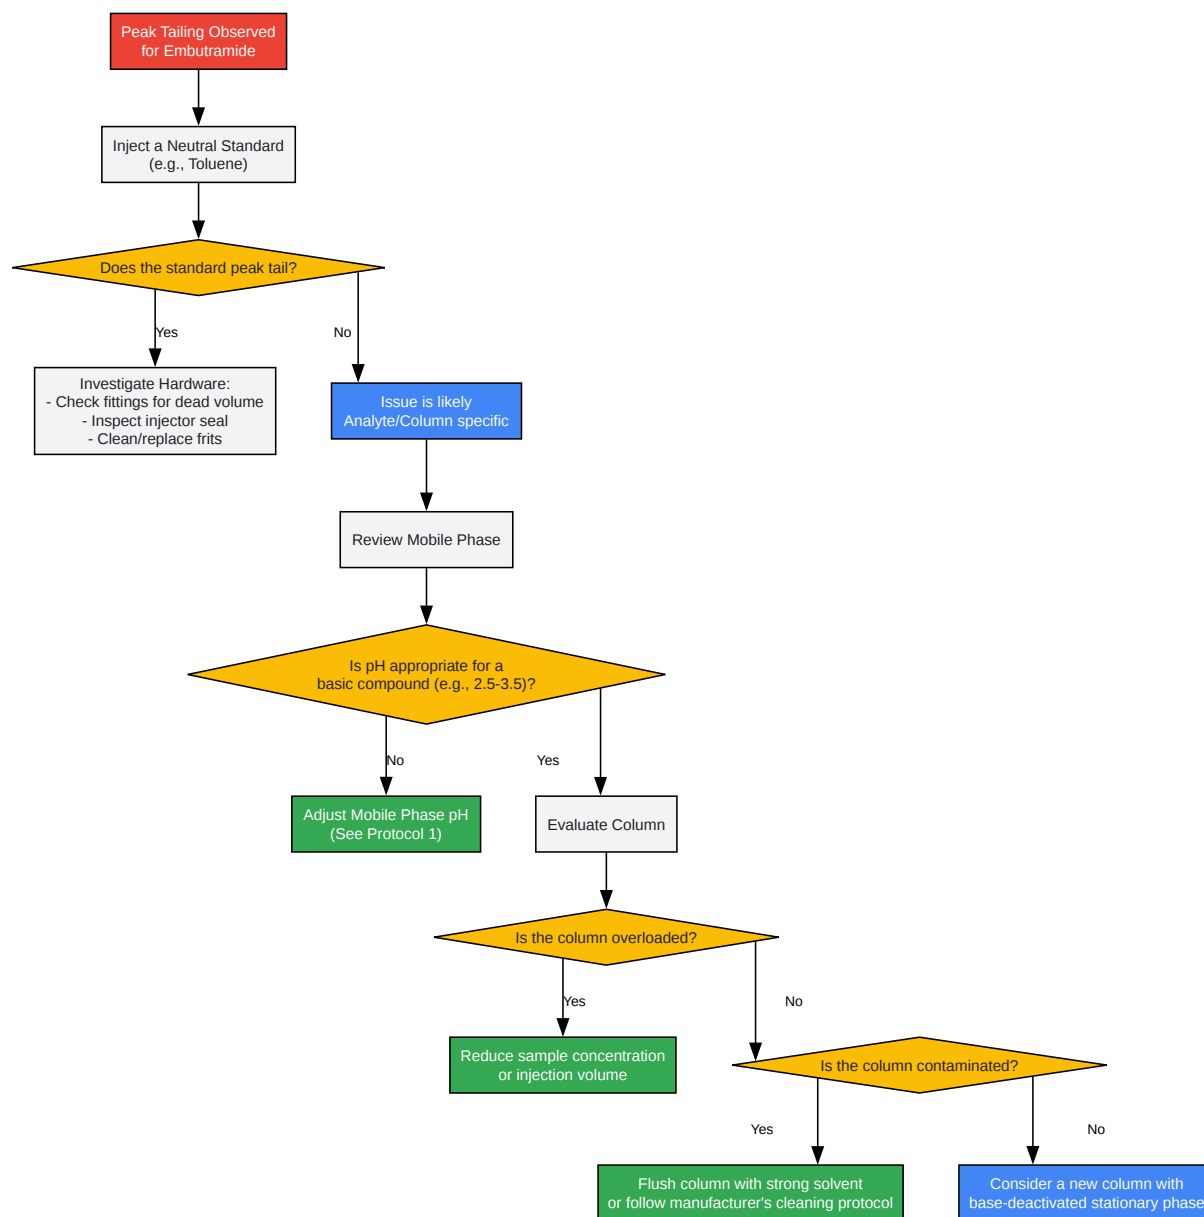 Peak Tailing Observed
for Embutramide
Inject a Neutral Standard
(e.g., Toluene)
Does the standard peak tail?
Yes
No
Investigate Hardware:
- Check fittings for dead volume
- Inspect injector seal
- Clean/replace frits
Issue is likely
Analyte/Column specific
Review Mobile Phase
Is pH appropriate for a
basic compound (e.g., 2.5-3.5)?
No
Yes
Adjust Mobile Phase pH
(See Protocol 1)
Evaluate Column
Is the column overloaded?
Yes
No
Reduce sample concentration
or injection volume
Is the column contaminated?
Yes
No
Flush column with strong solvent
or follow manufacturer's cleaning protocol
Consider a new column with
base-deactivated stationary phase